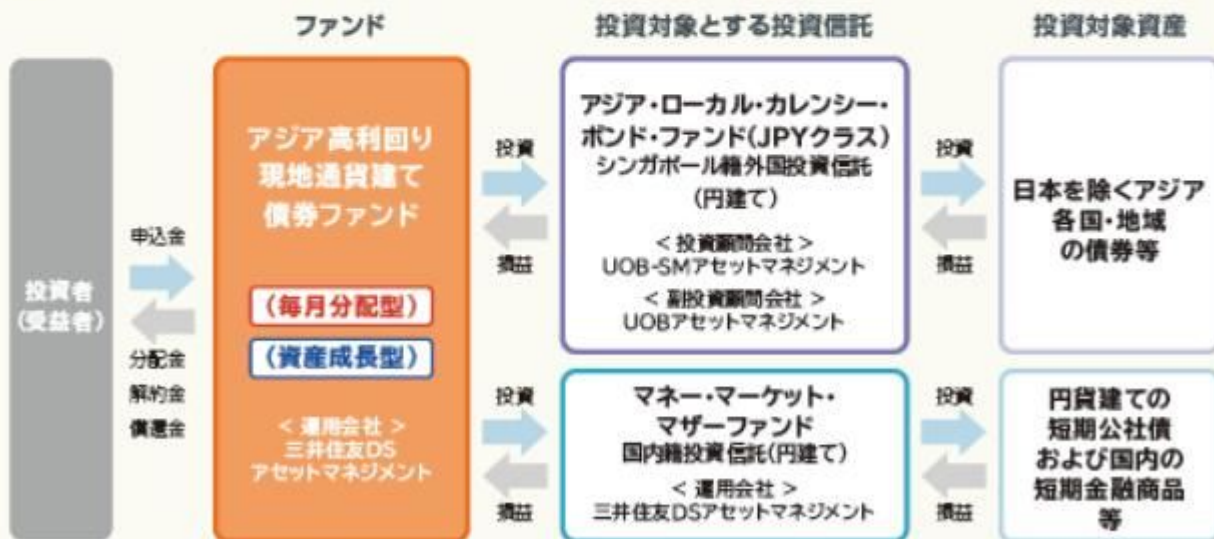 ファンド
投資対象とする投資信託
投資対象資産
投資者
(受益者)
申込金
分配金
解約金
償還金
アジア高利回り
現地通貨建て
債券ファンド
(毎月分配型)
(資産成長型)
< 運用会社 >
三井住友DS
アセットマネジメント
投資
損益
アジア・ローカル・カレンシー・
ボンド・ファンド(JPYクラス)
シンガポール籍外国投資信託
(円建て)
< 投資顧問会社 >
UOB-SMアセットマネジメント
< 副投資顧問会社 >
UOBアセットマネジメント
投資
損益
日本を除くアジア
各国・地域
の債券等
投資
損益
マネー・マーケット・
マザーファンド
国内籍投資信託(円建て)
< 運用会社 >
三井住友DSアセットマネジメント
投資
損益
円貨建ての
短期公社債
および国内の
短期金融商品
等